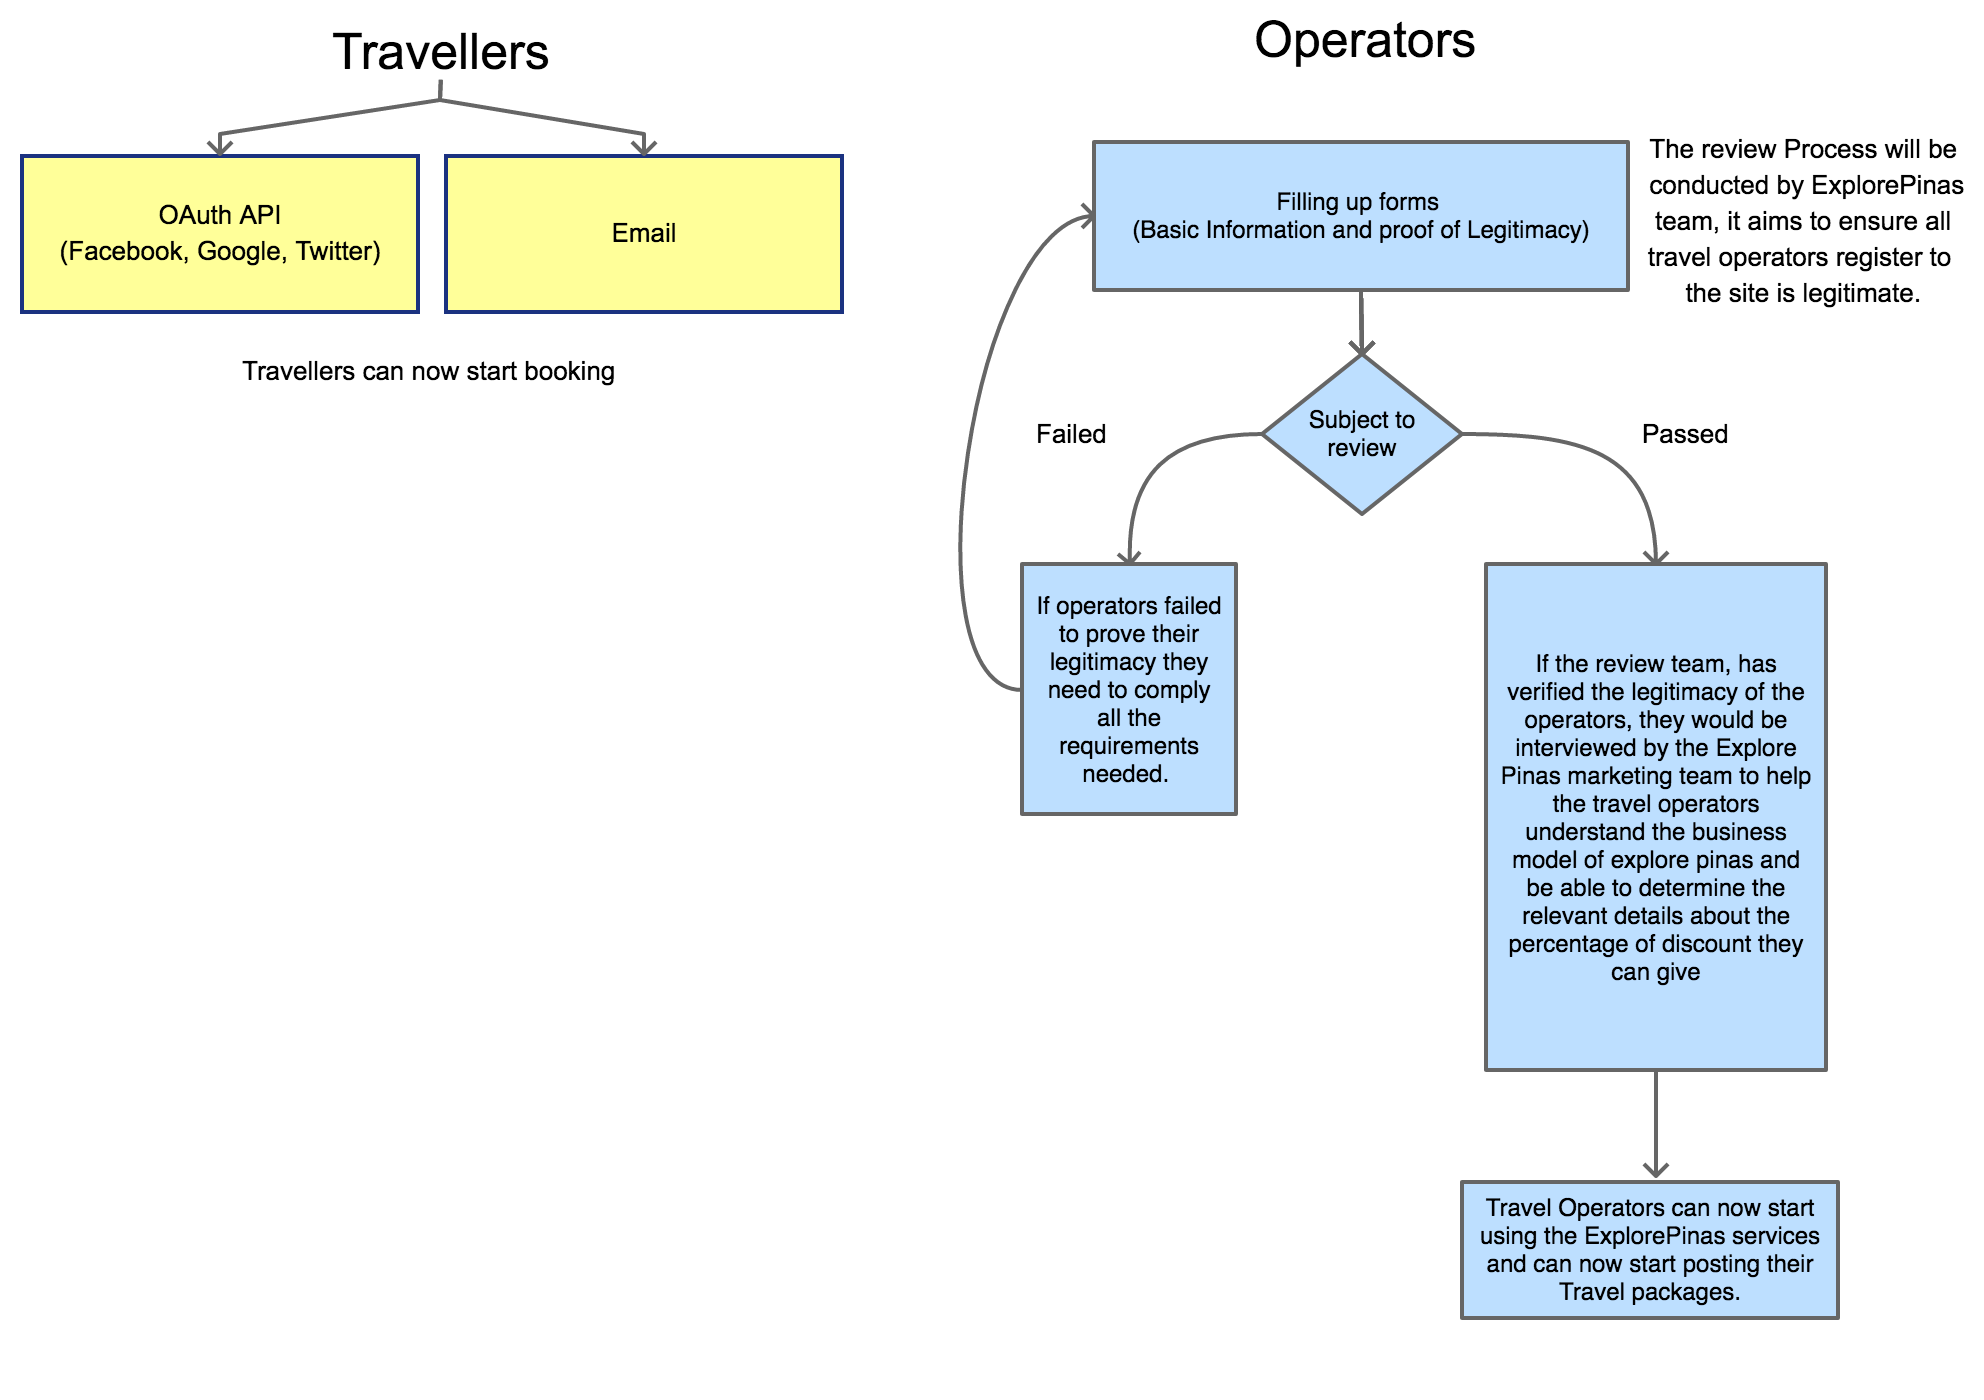 Travellers
OAuth API
(Facebook, Google, Twitter)
Email
Travellers can now start booking
Operators
Filling up forms
(Basic Information and proof of Legitimacy)
The review Process will be
conducted by ExplorePinas
team, it aims to ensure all
travel operators register to
the site is legitimate.
Subject to
review
Failed
Passed
If operators failed
to prove their
legitimacy they
need to comply
all the
requirements
needed.
If the review team, has
verified the legitimacy of the
operators, they would be
interviewed by the Explore
Pinas marketing team to help
the travel operators
understand the business
model of explore pinas and
be able to determine the
relevant details about the
percentage of discount they
can give
Travel Operators can now start
using the ExplorePinas services
and can now start posting their
Travel packages.